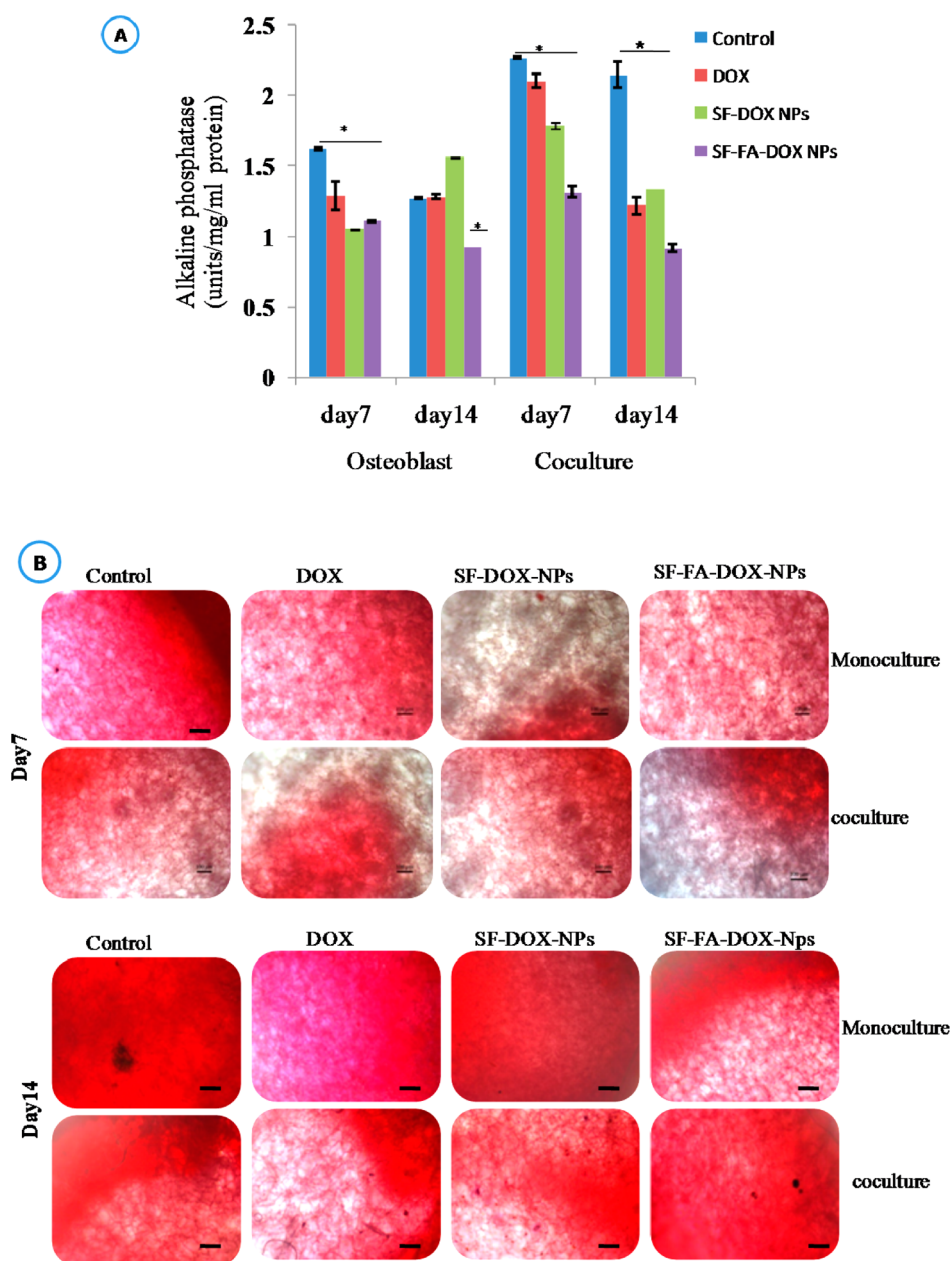 A
Alkaline phosphatase
(units/mg/ml protein)
2.5
2
1.5
1
0.5
0
*
*
*
*
Control
DOX
SF-DOX NPs
SF-FA-DOX NPs
day7 day14 day7 day14
Osteoblast Coculture
B
Control DOX SF-DOX-NPs SF-FA-DOX-NPs
Day7
Monoculture
coculture
Control DOX SF-DOX-NPs SF-FA-DOX-Nps
Day14
Monoculture
coculture